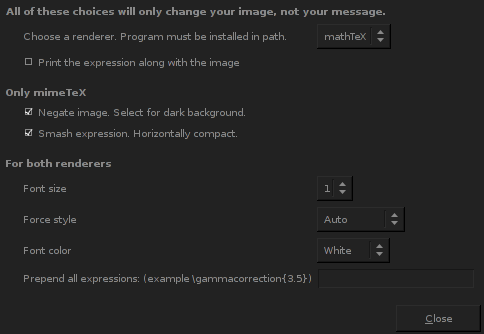 All of these choices will only change your image, not your message.
Choose a renderer. Program must be installed in path. mathTeX
Print the expression along with the image
Only mimeTeX
Negate image. Select for dark background.
Smash expression. Horizontally compact.
For both renderers
Font size 1
Force style Auto
Font color White
Prepend all expressions: (example \gammacorrection{3.5})
Close